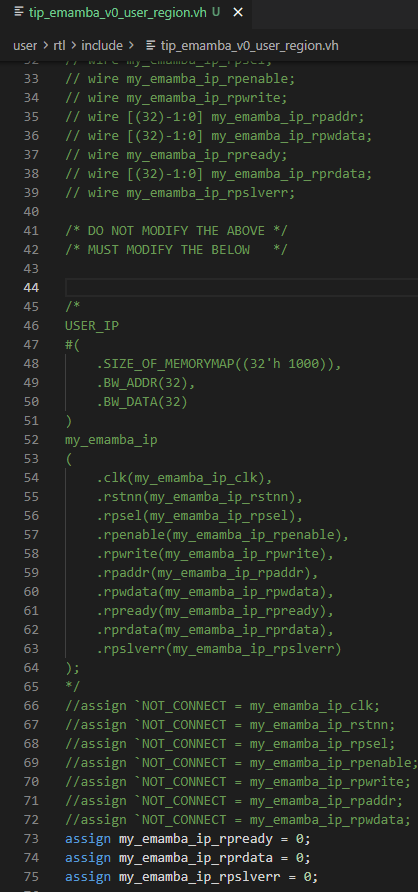 tip_emamba_v0_user_region.vh U ×
user > rtl > include > tip_emamba_v0_user_region.vh
32 // wire my_emamba_ip_rpsel;
33 // wire my_emamba_ip_rpenable;
34 // wire my_emamba_ip_rpwrite;
35 // wire [(32)-1:0] my_emamba_ip_rpaddr;
36 // wire [(32)-1:0] my_emamba_ip_rpwdata;
37 // wire my_emamba_ip_rpready;
38 // wire [(32)-1:0] my_emamba_ip_rprdata;
39 // wire my_emamba_ip_rpslverr;
40
41 /* DO NOT MODIFY THE ABOVE */
42 /* MUST MODIFY THE BELOW   */
43
44
45 /*
46 USER_IP
47 #(
48     .SIZE_OF_MEMORYMAP((32'h 1000)),
49     .BW_ADDR(32),
50     .BW_DATA(32)
51 )
52 my_emamba_ip
53 (
54     .clk(my_emamba_ip_clk),
55     .rstnn(my_emamba_ip_rstnn),
56     .rpsel(my_emamba_ip_rpsel),
57     .rpenable(my_emamba_ip_rpenable),
58     .rpwrite(my_emamba_ip_rpwrite),
59     .rpaddr(my_emamba_ip_rpaddr),
60     .rpwdata(my_emamba_ip_rpwdata),
61     .rpready(my_emamba_ip_rpready),
62     .rprdata(my_emamba_ip_rprdata),
63     .rpslverr(my_emamba_ip_rpslverr)
64 );
65 */
66 //assign `NOT_CONNECT = my_emamba_ip_clk;
67 //assign `NOT_CONNECT = my_emamba_ip_rstnn;
68 //assign `NOT_CONNECT = my_emamba_ip_rpsel;
69 //assign `NOT_CONNECT = my_emamba_ip_rpenable;
70 //assign `NOT_CONNECT = my_emamba_ip_rpwrite;
71 //assign `NOT_CONNECT = my_emamba_ip_rpaddr;
72 //assign `NOT_CONNECT = my_emamba_ip_rpwdata;
73 assign my_emamba_ip_rpready = 0;
74 assign my_emamba_ip_rprdata = 0;
75 assign my_emamba_ip_rpslverr = 0;